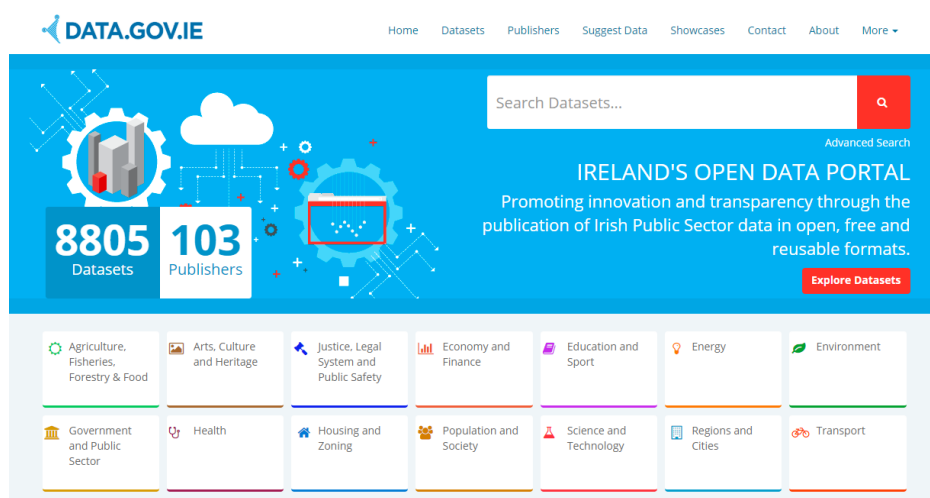 DATA.GOV.IE
Home Datasets Publishers Suggest Data Showcases Contact About More
Search Datasets...
Advanced Search
IRELAND'S OPEN DATA PORTAL
Promoting innovation and transparency through the
publication of Irish Public Sector data in open, free and
reusable formats.
Explore Datasets
8805
Datasets
103
Publishers
Agriculture,
Fisheries,
Forestry & Food
Arts, Culture
and Heritage
Justice, Legal
System and
Public Safety
Economy and
Finance
Education and
Sport
Energy
Environment
Government
and Public
Sector
Health
Housing and
Zoning
Population and
Society
Science and
Technology
Regions and
Cities
Transport